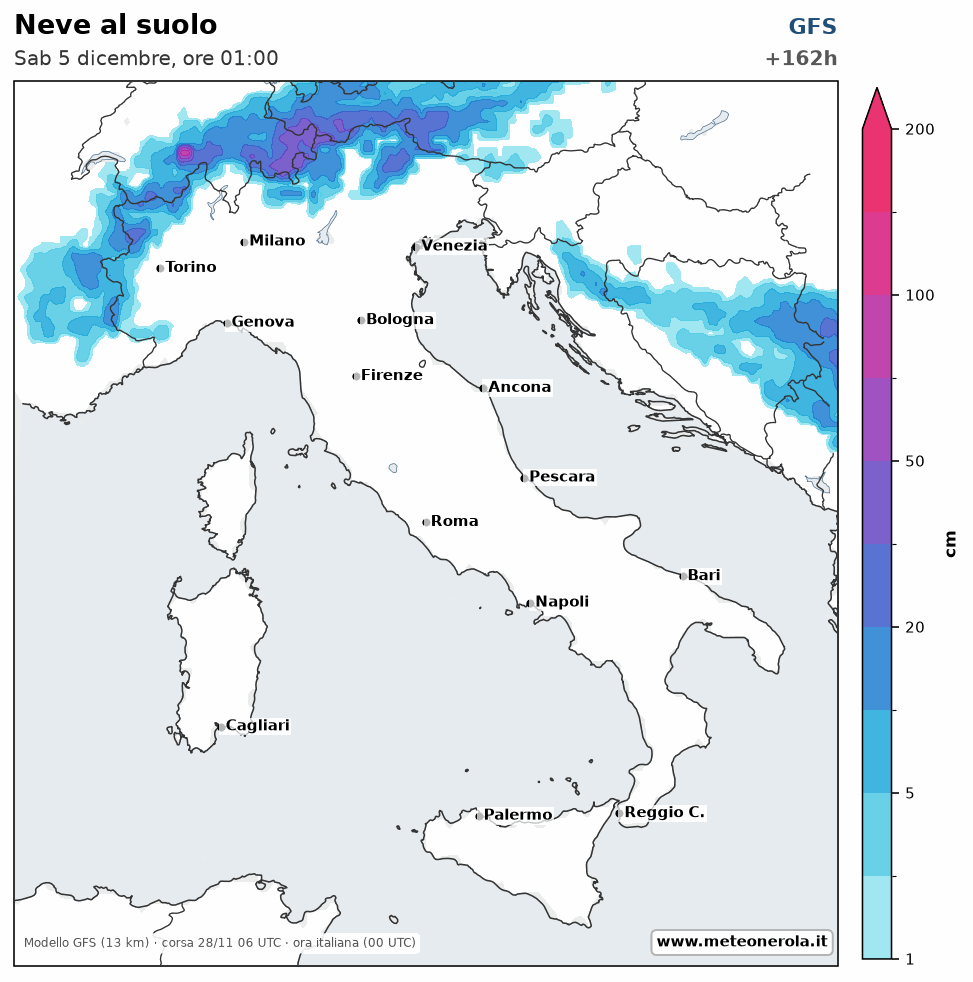 Neve al suolo
GFS
Sab 5 dicembre, ore 01:00
+162h
200
Milano
Venezia
Torino
100
Bologna
Genova
Firenze
Ancona
50
Pescara
Roma
cm
Bari
Napoli
20
Cagliari
5
Reggio C.
Palermo
Modello GFS (13 km) · corsa 28/11 06 UTC · ora italiana (00 UTC)
www.meteonerola.it
1